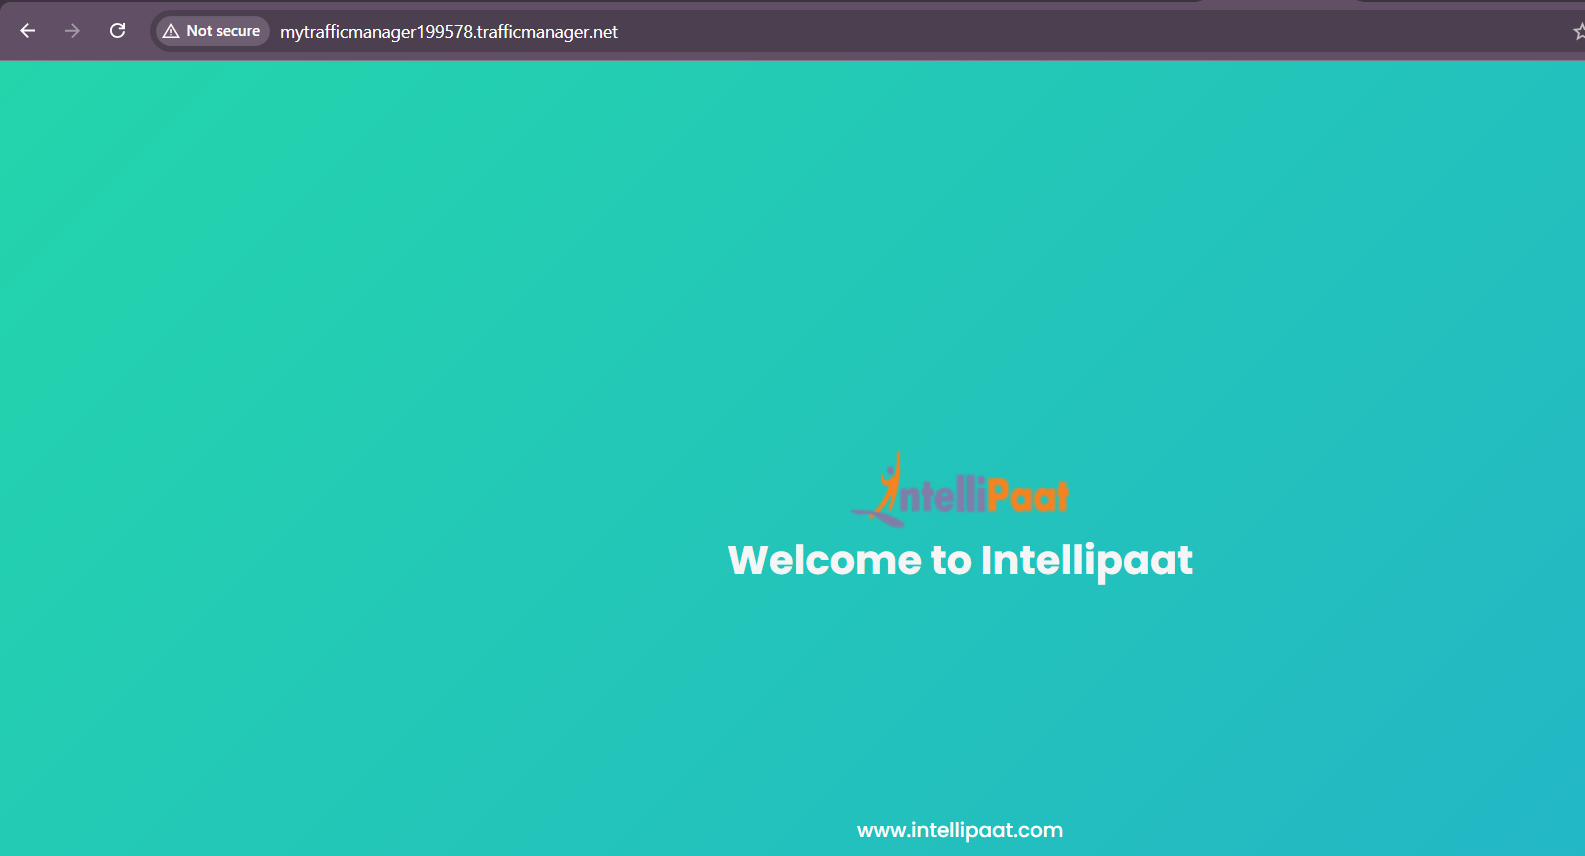 Not secure mytrafficmanager199578.trafficmanager.net
IntelliPaat
Welcome to Intellipaat
www.intellipaat.com